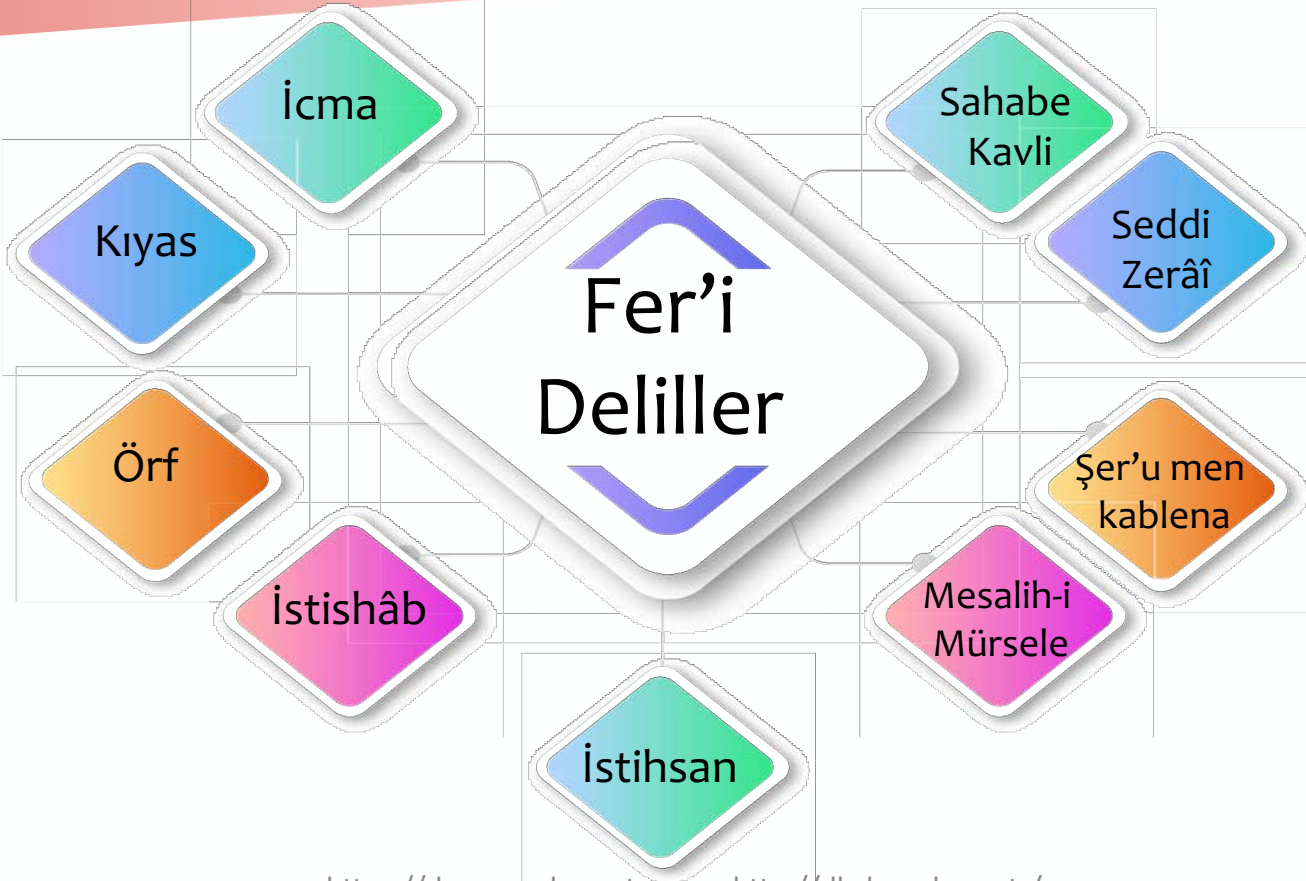 İcma
Sahabe
Kavli
Kıyas
Seddi
Zerâî
Fer’i
Deliller
Örf
Şer’u men
kablena
İstishâb
Mesalih-i
Mürsele
İstihsan